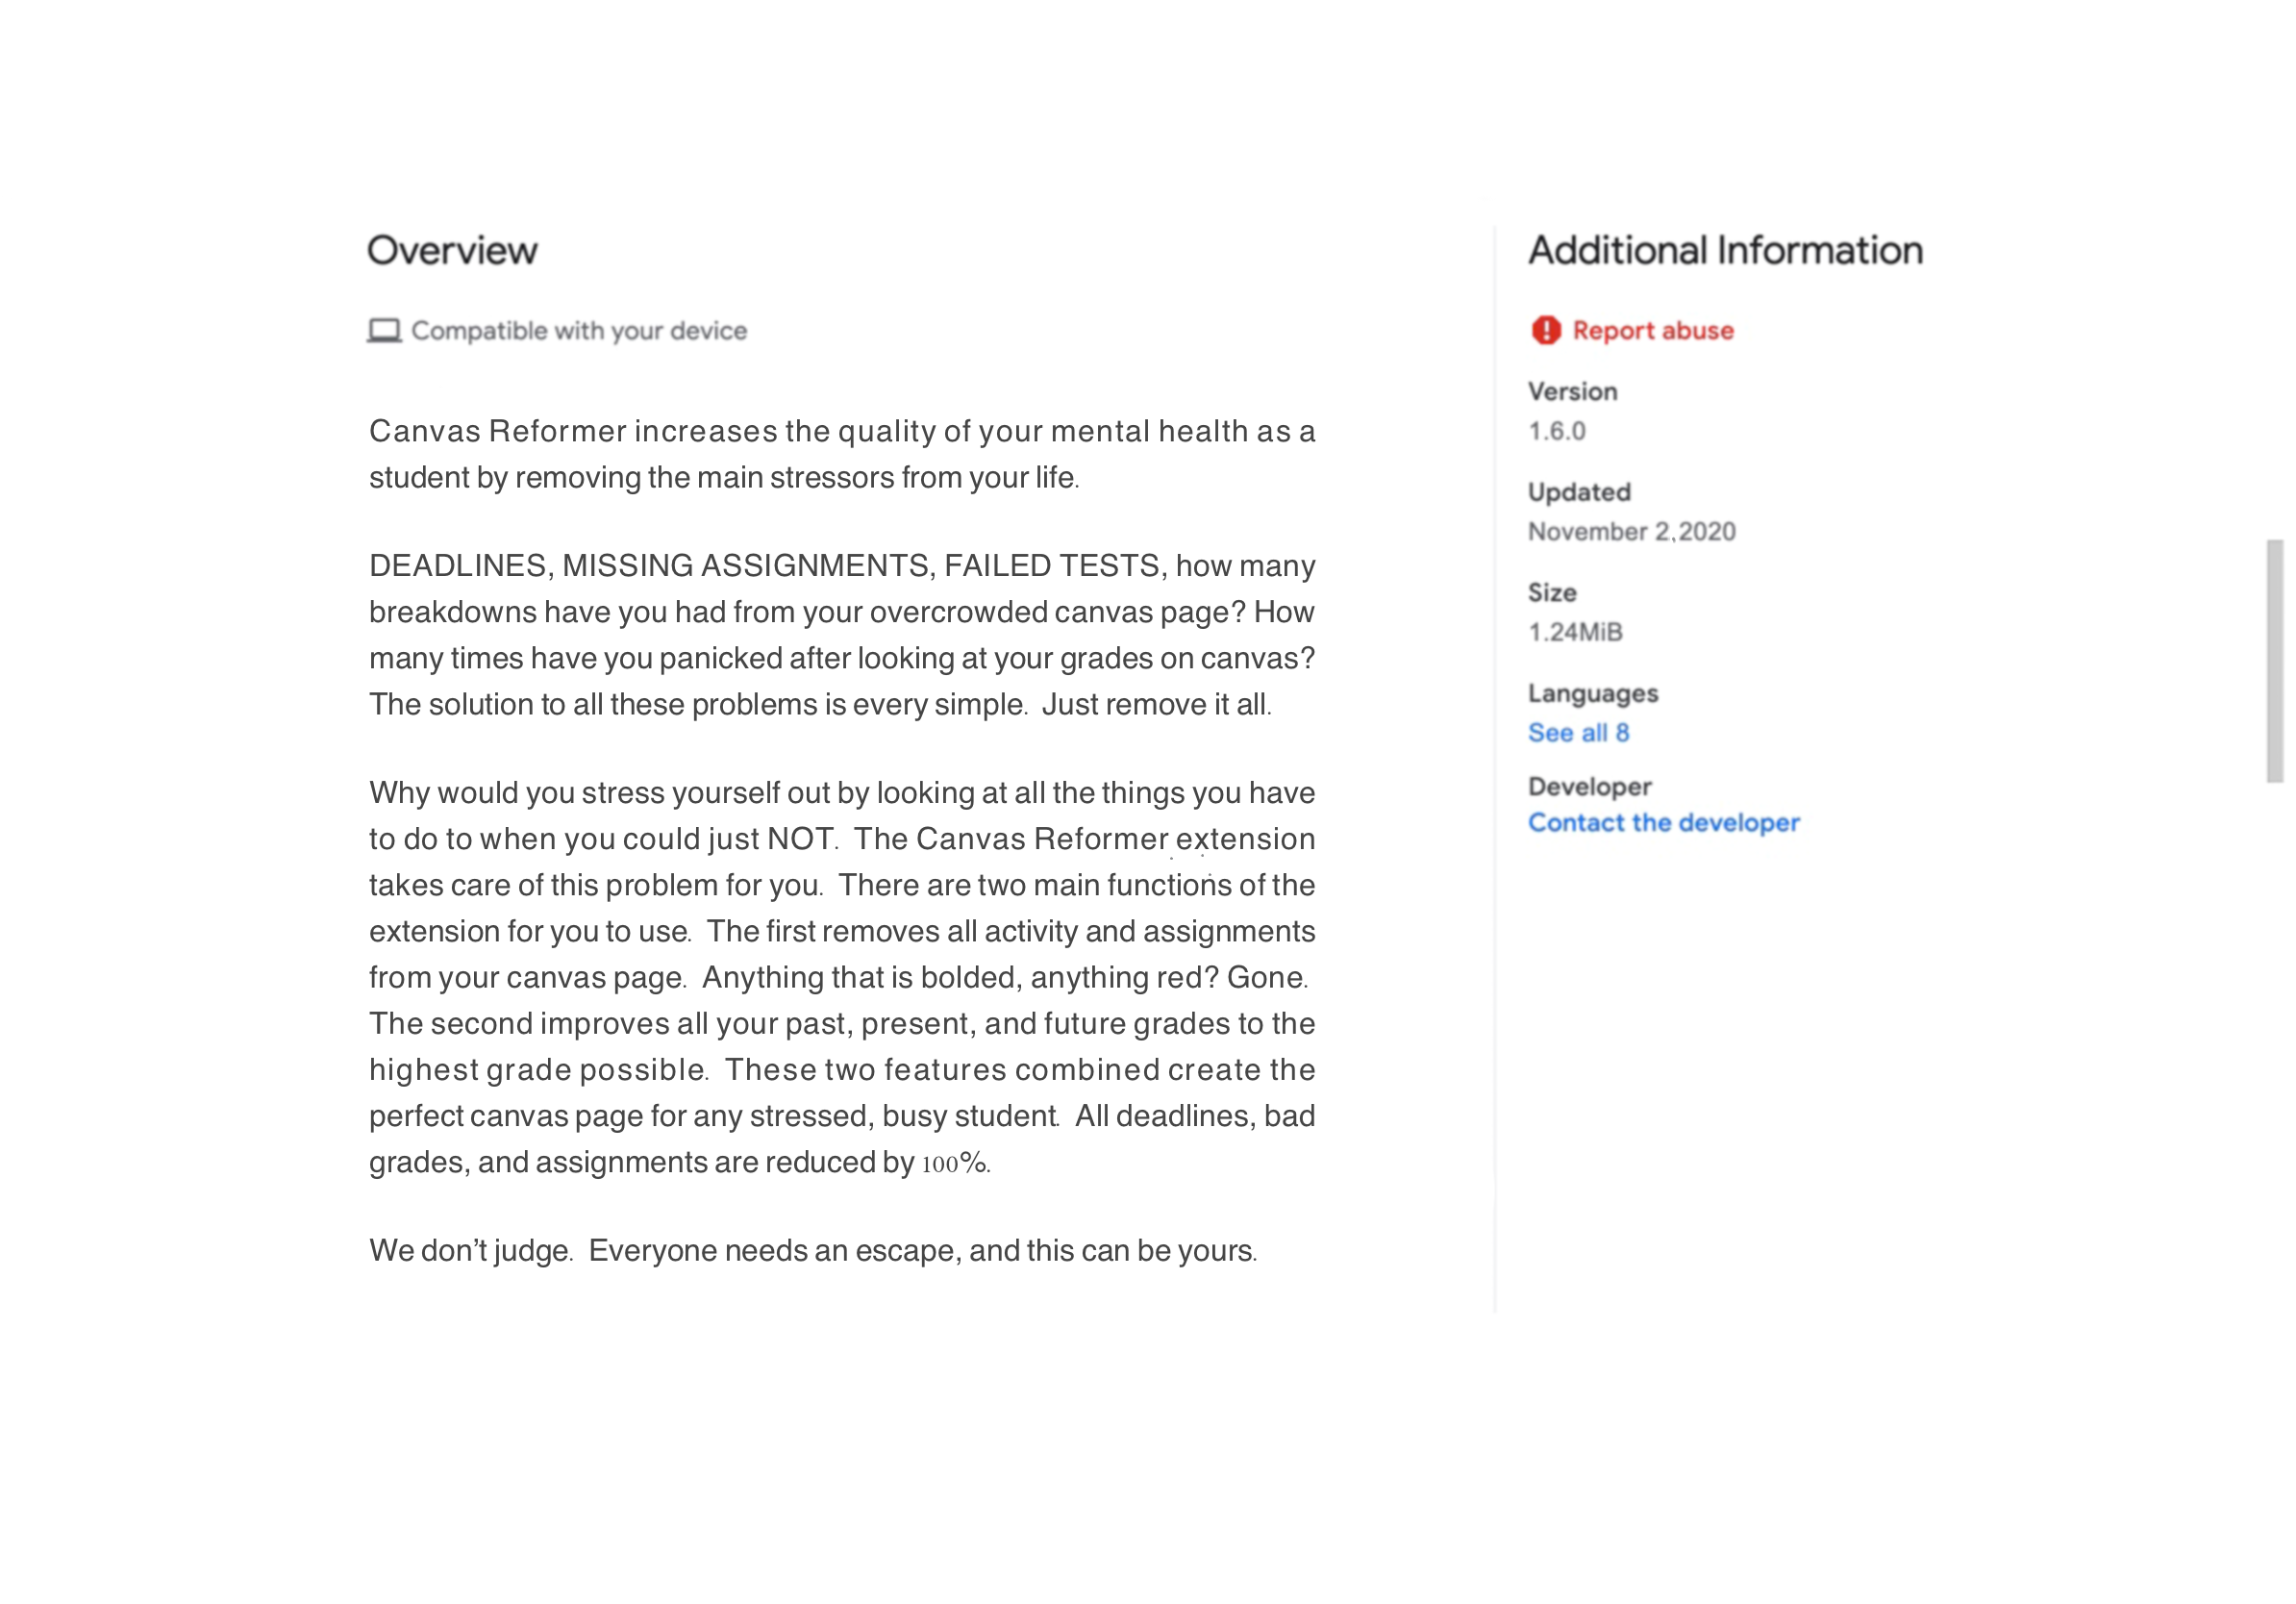 Overview
Compatible with your device
Canvas Reformer increases the quality of your mental health as a
student by removing the main stressors from your life.
DEADLINES, MISSING ASSIGNMENTS, FAILED TESTS, how many
breakdowns have you had from your overcrowded canvas page? How
many times have you panicked after looking at your grades on canvas?
The solution to all these problems is every simple. Just remove it all.
Why would you stress yourself out by looking at all the things you have
to do to when you could just NOT. The Canvas Reformer extension
takes care of this problem for you. There are two main functions of the
extension for you to use. The first removes all activity and assignments
from your canvas page. Anything that is bolded, anything red? Gone.
The second improves all your past, present, and future grades to the
highest grade possible. These two features combined create the
perfect canvas page for any stressed, busy student. All deadlines, bad
grades, and assignments are reduced by 100%.
We don’t judge. Everyone needs an escape, and this can be yours.
Additional Information
Report abuse
Version
1.6.0
Updated
November 2,2020
Size
1.24MiB
Languages
See all 8
Developer
Contact the developer